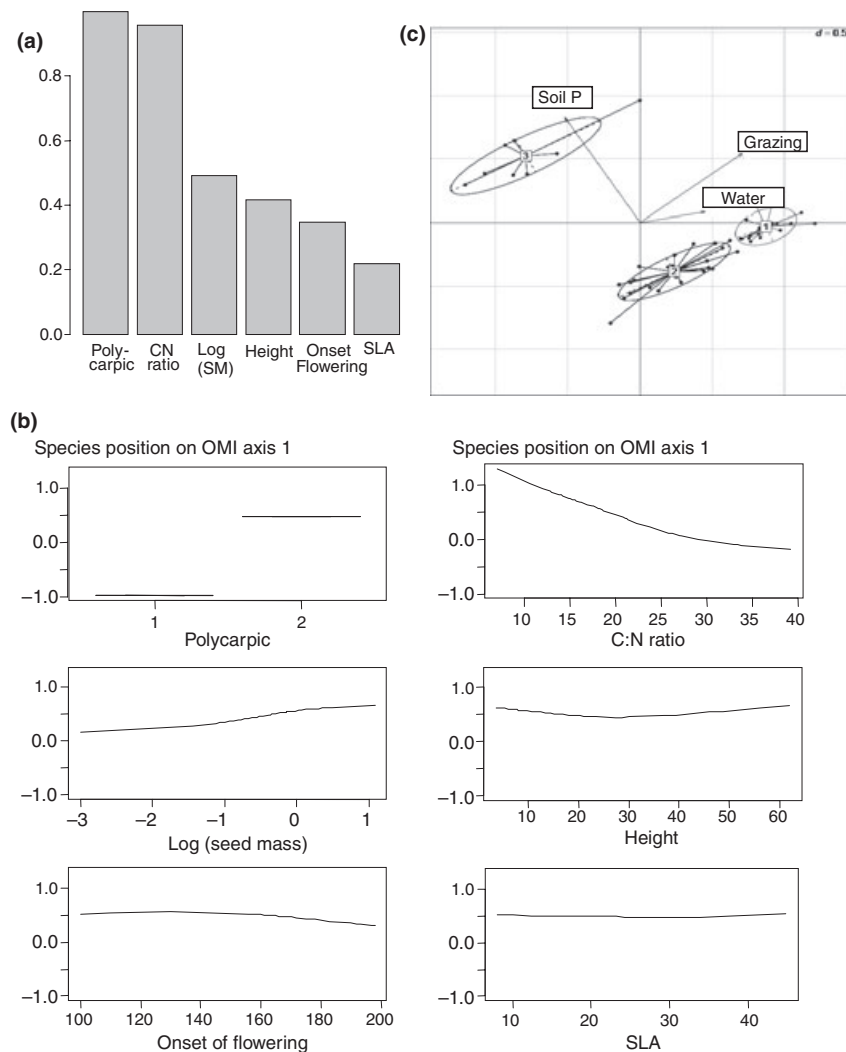 (a)
0.8
0.6
0.4
0.2
0.0
Poly-
carpic
CN
ratio
Log
(SM)
Height
Onset
Flowering
SLA
(c)
d = 0.5
Soil P
Grazing
Water
3
1
2
(b)
Species position on OMI axis 1
1.0
0.0
–1.0
1
2
Polycarpic
Species position on OMI axis 1
1.0
0.0
–1.0
10 15 20 25 30 35 40
C:N ratio
1.0
0.0
–1.0
–3 –2 –1 0 1
Log (seed mass)
1.0
0.0
–1.0
10 20 30 40 50 60
Height
1.0
0.0
–1.0
100 120 140 160 180 200
Onset of flowering
1.0
0.0
–1.0
10 20 30 40
SLA